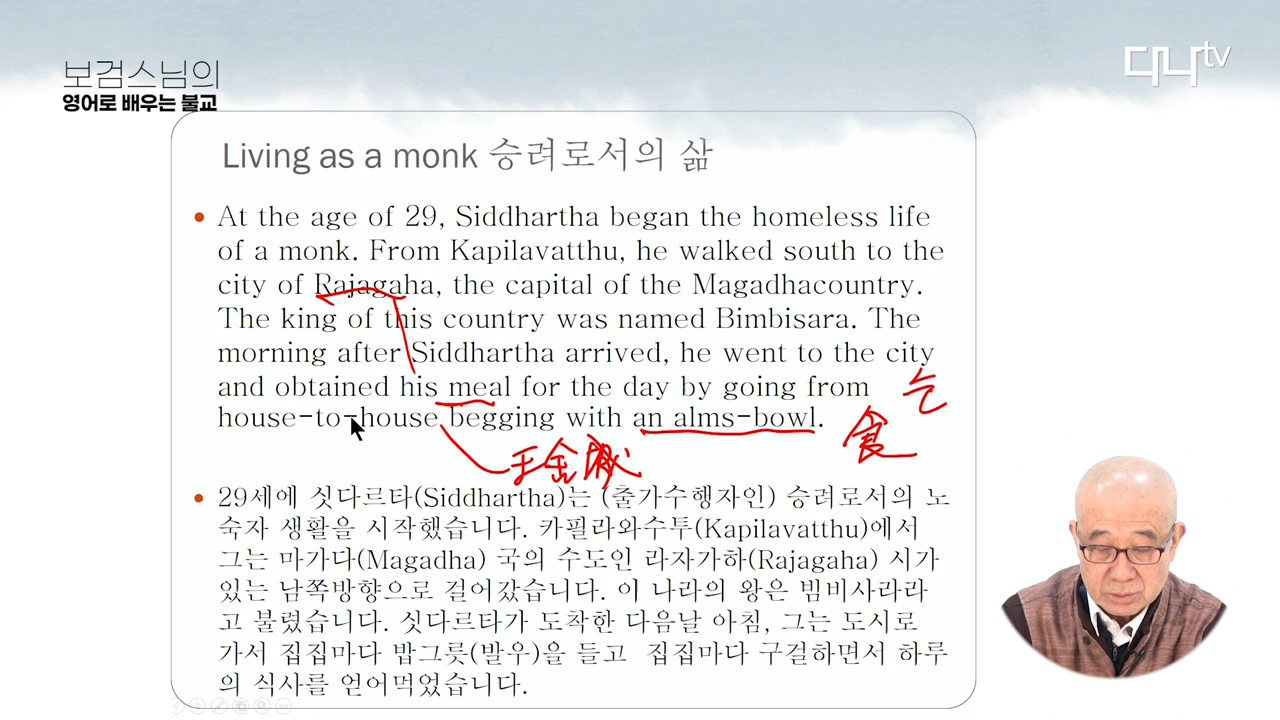 보검스님의
영어로 배우는 불교
디나tv
Living as a monk 승려로서의 삶
At the age of 29, Siddhartha began the homeless life
of a monk. From Kapilavatthu, he walked south to the
city of Rajagaha, the capital of the Magadhacountry.
The king of this country was named Bimbisara. The
morning after Siddhartha arrived, he went to the city
and obtained his meal for the day by going from
house-to-house begging with an alms-bowl.
乞
食
王舍城
29세에 싯다르타(Siddhartha)는 (출가수행자인) 승려로서의 노
숙자 생활을 시작했습니다. 카필라와수투(Kapilavatthu)에서
그는 마가다(Magadha) 국의 수도인 라자가하(Rajagaha) 시가
있는 남쪽방향으로 걸어갔습니다. 이 나라의 왕은 빔비사라라
고 불렸습니다. 싯다르타가 도착한 다음날 아침, 그는 도시로
가서 집집마다 밥그릇(발우)을 들고 집집마다 구걸하면서 하루
의 식사를 얻어먹었습니다.